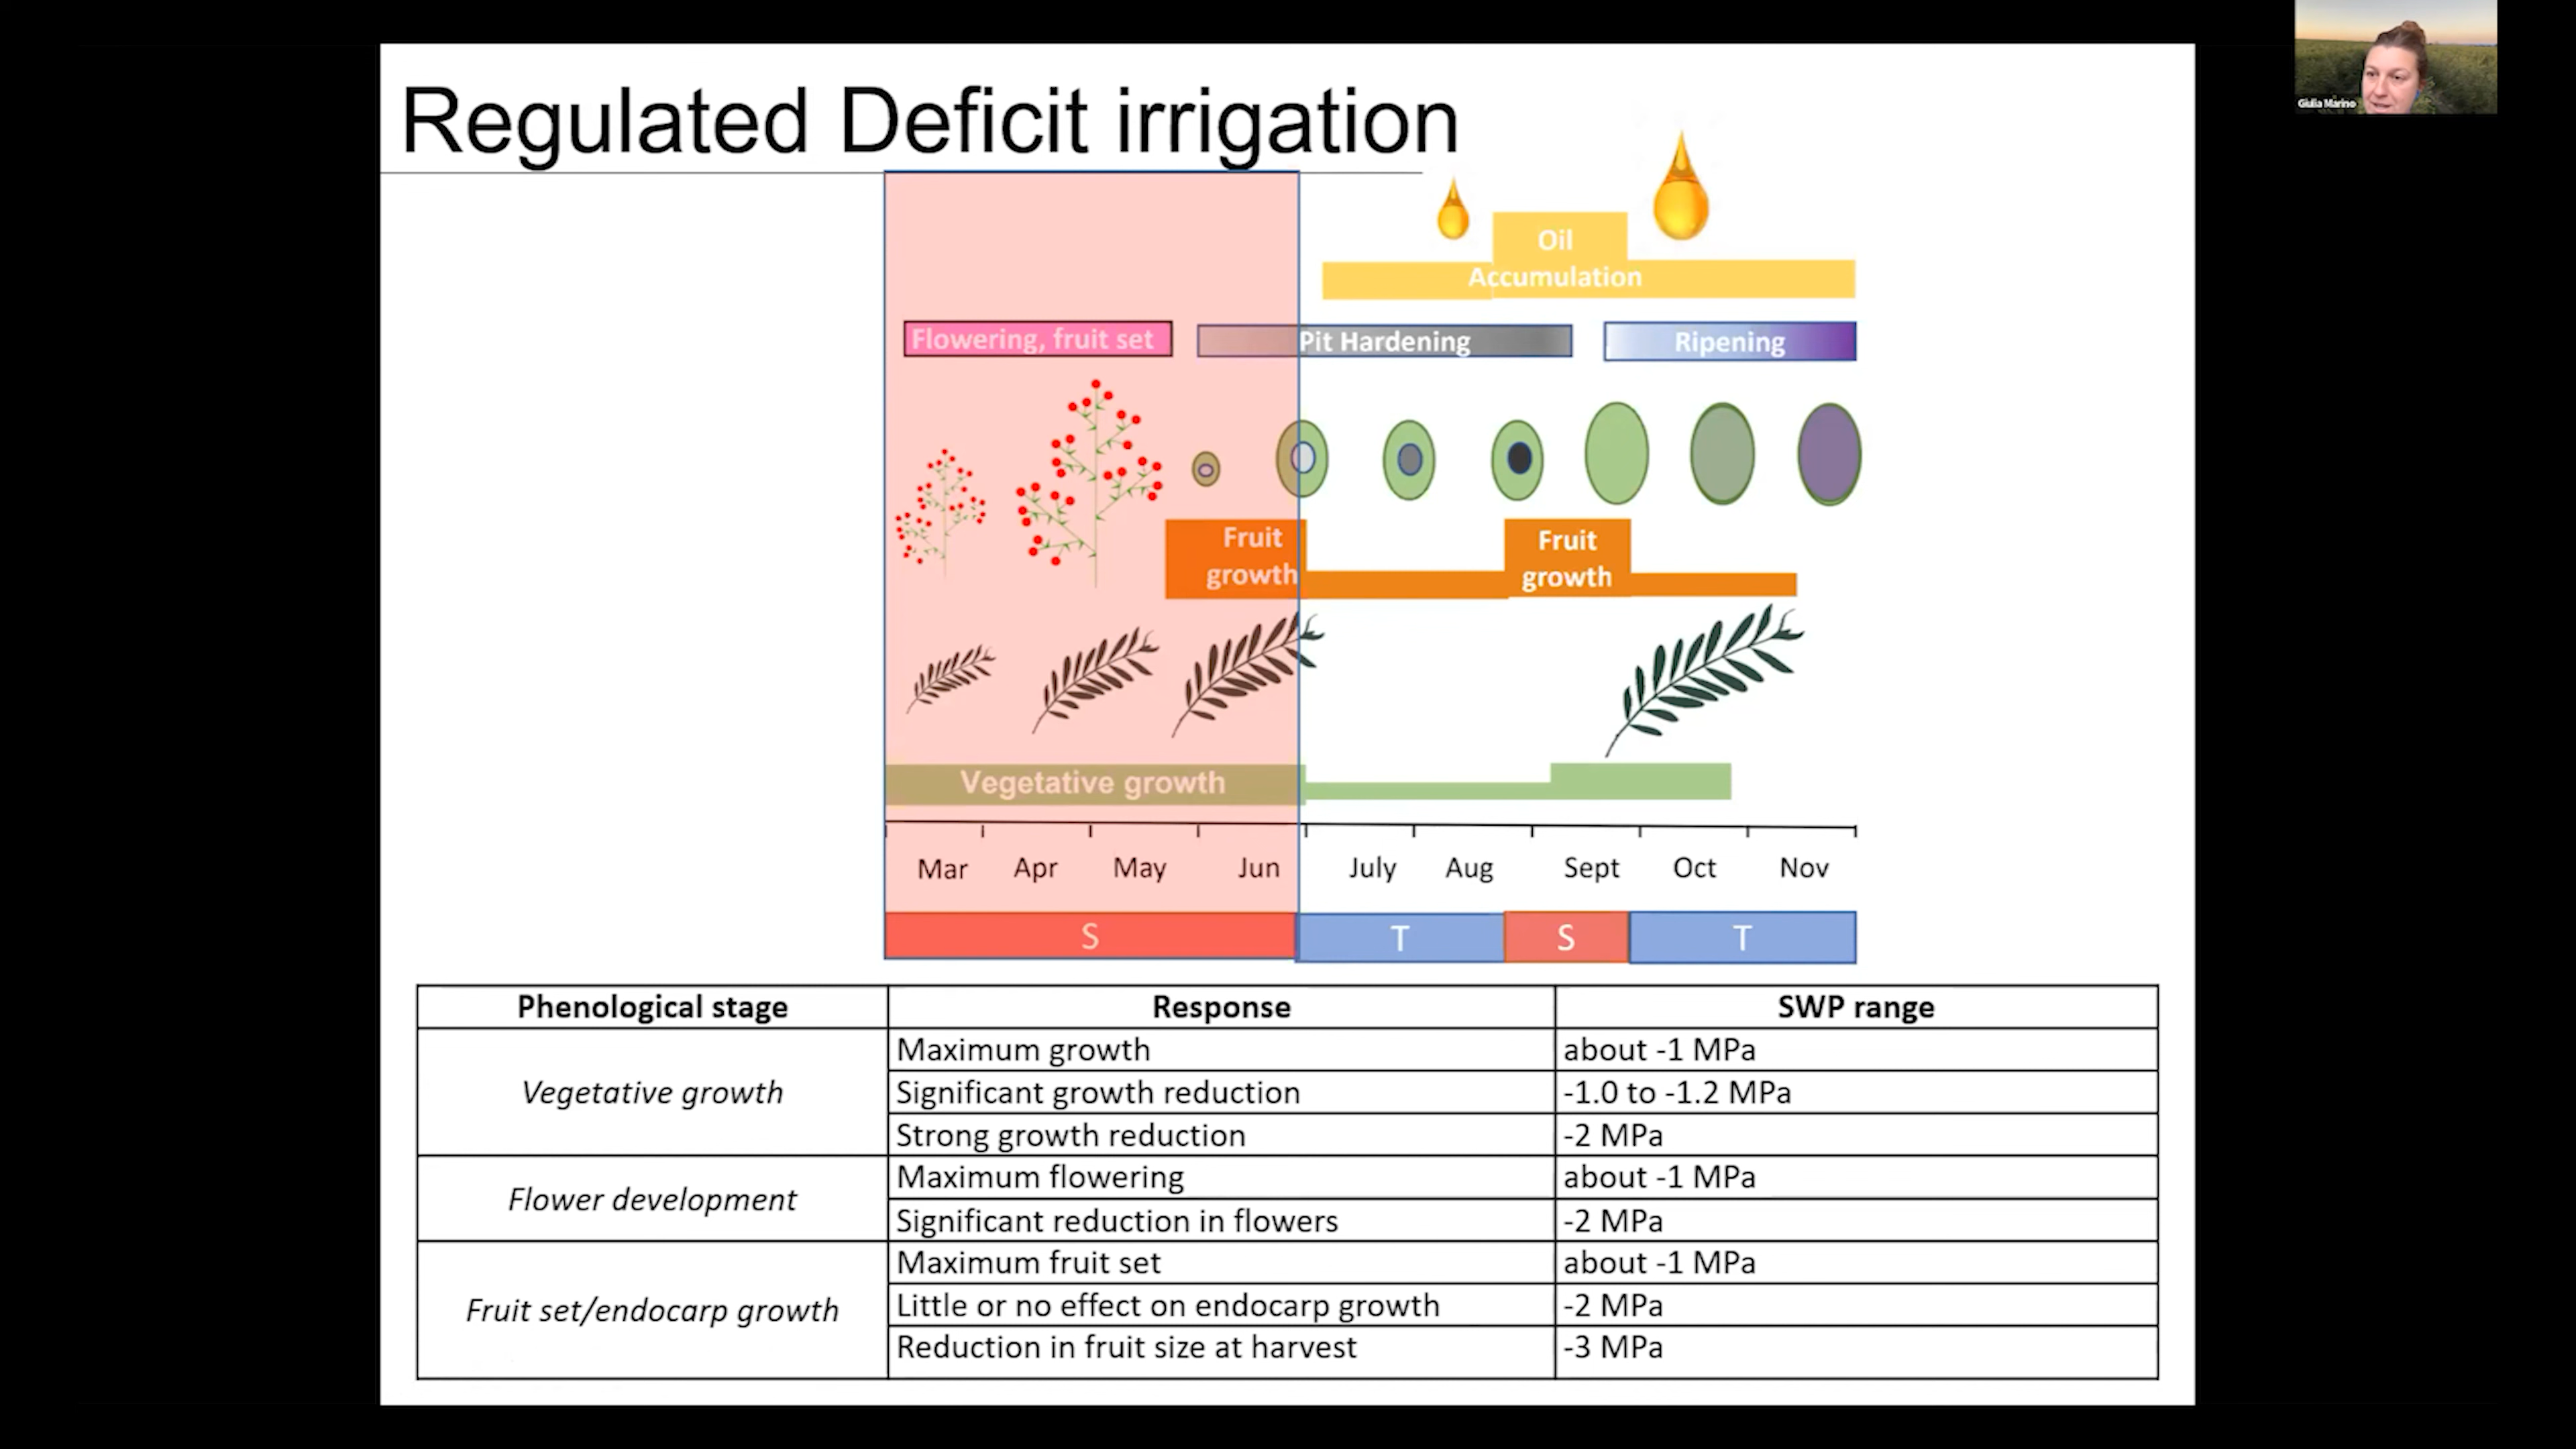 Giulia Marino
Regulated Deficit irrigation
Oil
Accumulation
Flowering, fruit set
Pit Hardening
Ripening
Fruit
growth
Fruit
growth
Vegetative growth
Mar Apr May Jun July Aug Sept Oct Nov
S T S T
Phenological stage Response SWP range
Vegetative growth
Maximum growth about -1 MPa
Significant growth reduction -1.0 to -1.2 MPa
Strong growth reduction -2 MPa
Flower development
Maximum flowering about -1 MPa
Significant reduction in flowers -2 MPa
Fruit set/endocarp growth
Maximum fruit set about -1 MPa
Little or no effect on endocarp growth -2 MPa
Reduction in fruit size at harvest -3 MPa